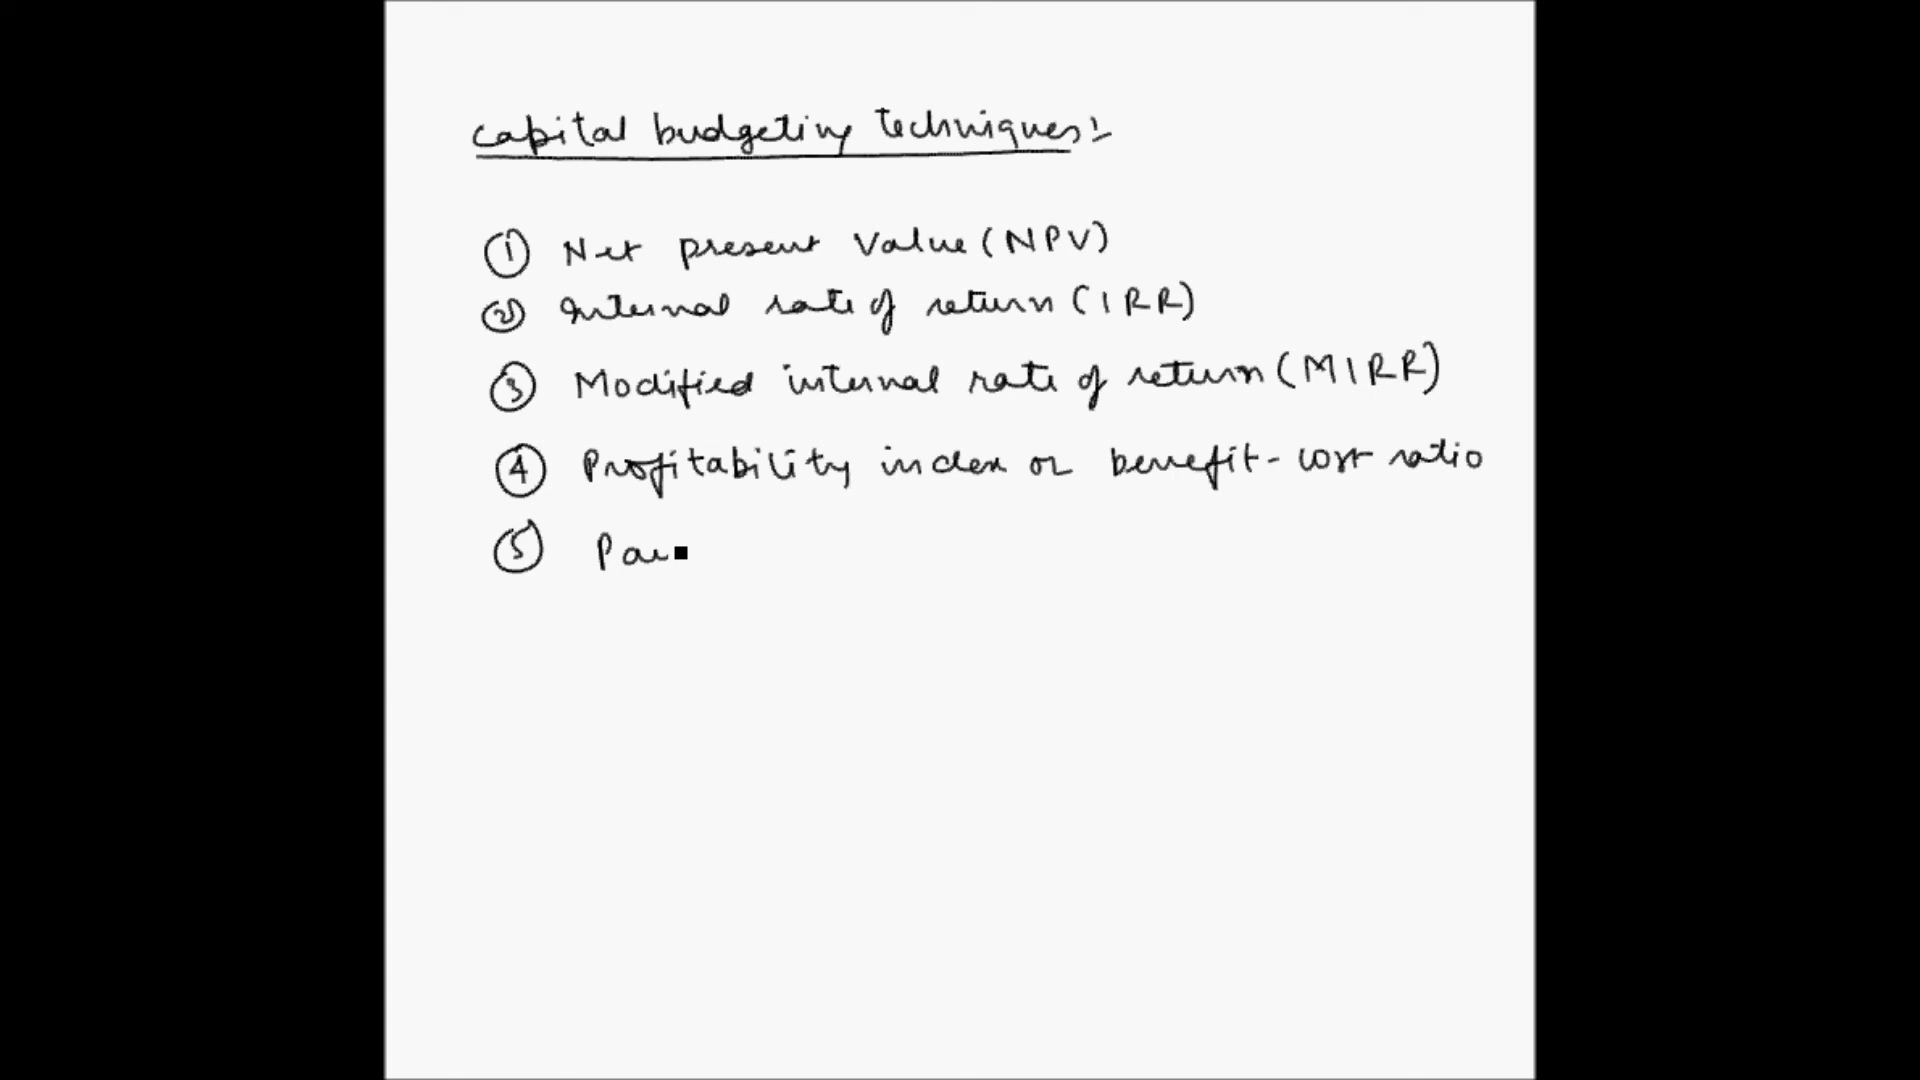 Capital budgeting techniques:-
① Net present value (NPV)
② Internal rate of return (IRR)
③ Modified internal rate of return (MIRR)
④ Profitability index or benefit-cost ratio
⑤